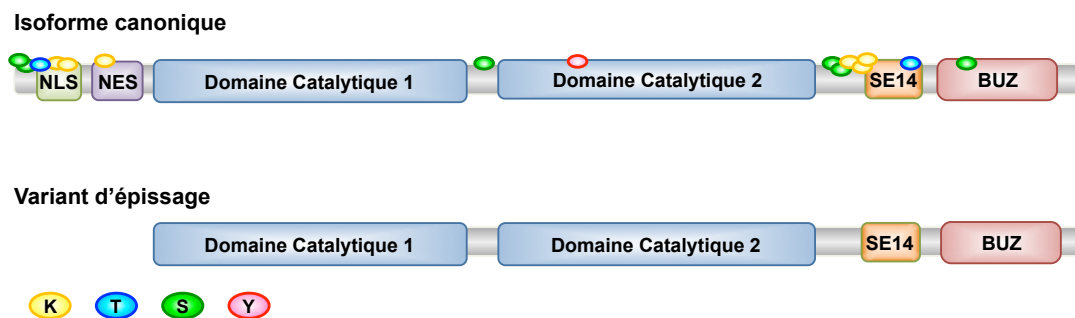 Isoforme canonique
NLS NES Domaine Catalytique 1 Domaine Catalytique 2 SE14 BUZ
Variant d'épissage
Domaine Catalytique 1 Domaine Catalytique 2 SE14 BUZ
K T S Y